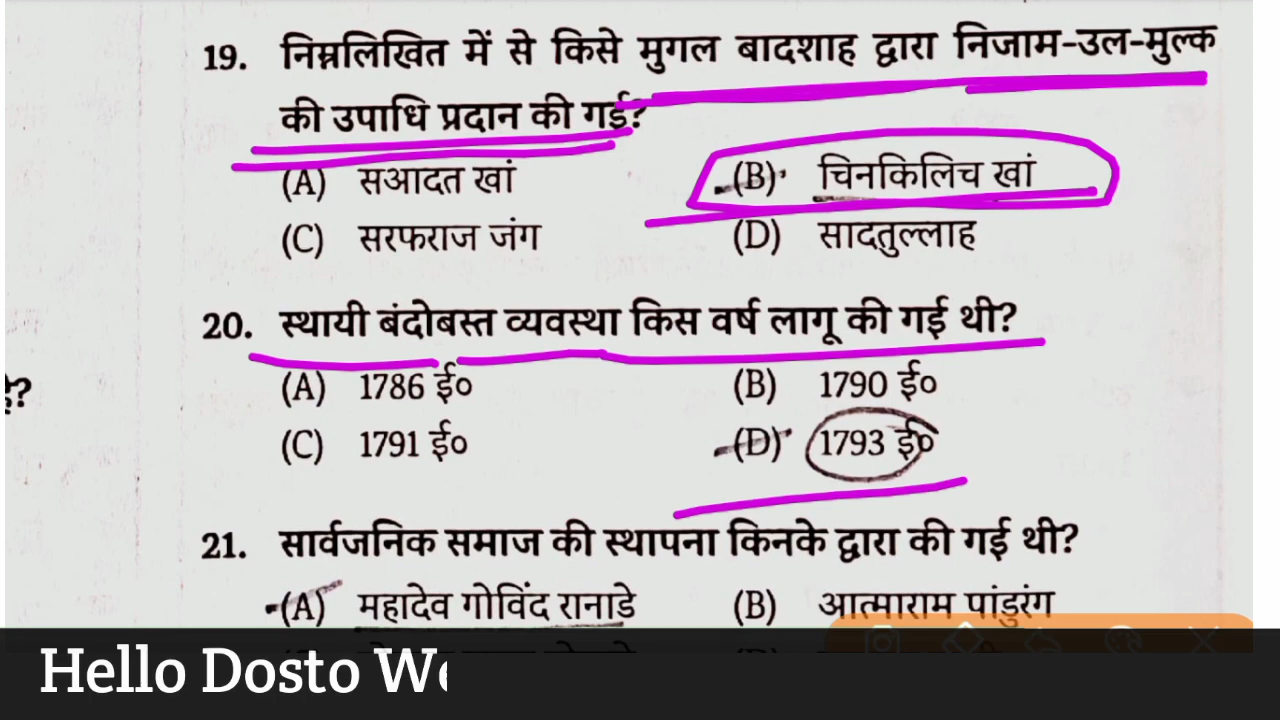 19. निम्नलिखित में से किसे मुगल बादशाह द्वारा निजाम-उल-मुल्क
की उपाधि प्रदान की गई?
(A) सआदत खां (B) चिनकिलिच खां
(C) सरफराज जंग (D) सादतुल्लाह
20. स्थायी बंदोबस्त व्यवस्था किस वर्ष लागू की गई थी?
(A) 1786 ई० (B) 1790 ई०
(C) 1791 ई० (D) 1793 ई०
है?
21. सार्वजनिक समाज की स्थापना किनके द्वारा की गई थी?
(A) महादेव गोविंद रानाडे (B) आत्माराम पांडुरंग
Hello Dosto We